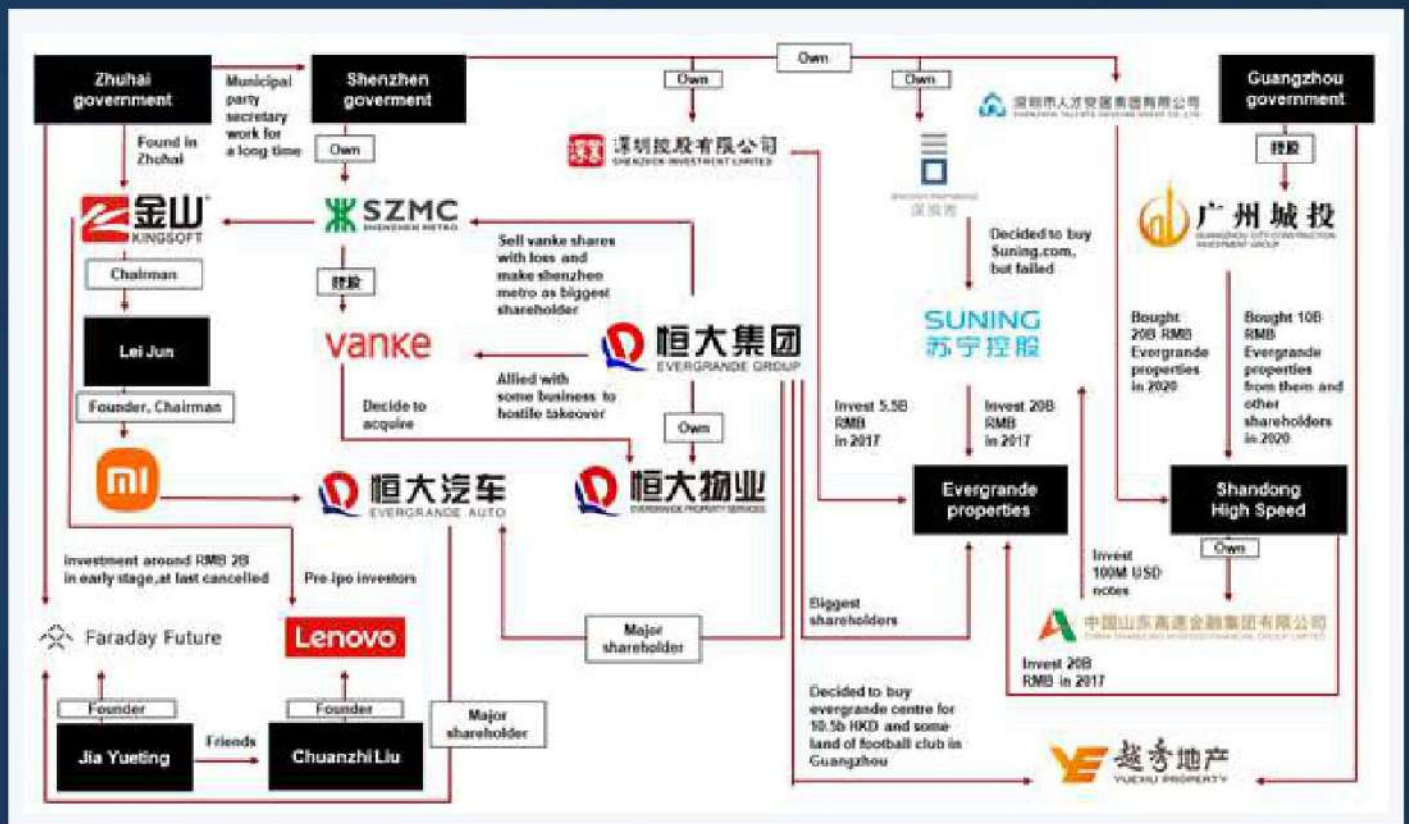 Zhuhai
government
Municipal
party
secretary
work for
a long time
Shenzhen
goverment
Own
Own
Own
Guangzhou
government
Found in
Zhuhai
Own
深圳控股有限公司
SHENZHEN INVESTMENT LIMITED
深圳市人才安居集团有限公司
控股
金山
KINGSOFT
SZMC
SHENZHEN METRO
广州城投
GUANGZHOU CITY CONSTRUCTION
INVESTMENT GROUP
Chairman
控股
Sell vanke shares
with loss and
make shenzhen
metro as biggest
shareholder
Decided to buy
Suning.com,
but failed
Lei Jun
vanke
恒大集团
EVERGRANDE GROUP
SUNING
苏宁控股
Bought
20B RMB
Evergrande
properties
in 2020
Bought 10B
RMB
Evergrande
properties
from them and
other
shareholders
in 2020
Founder, Chairman
Decide to
acquire
Allied with
some business to
hostile takeover
Own
Invest 5.5B
RMB
in 2017
Invest 20B
RMB
in 2017
mi
恒大汽车
EVERGRANDE AUTO
恒大物业
EVERGRANDE PROPERTY SERVICES
Evergrande
properties
Shandong
High Speed
Own
Investment around RMB 2B
in early stage,at last cancelled
Pre-ipo investors
Invest
100M USD
notes
Faraday Future
Lenovo
Major
shareholder
Biggest
shareholders
中国山东高速金融集团有限公司
Invest 20B
RMB in 2017
Founder
Founder
Major
shareholder
Decided to buy
evergrande centre for
10.5b HKD and some
land of football club in
Guangzhou
Jia Yueting
Friends
Chuanzhi Liu
YE
越秀地产
YUEXIU PROPERTY